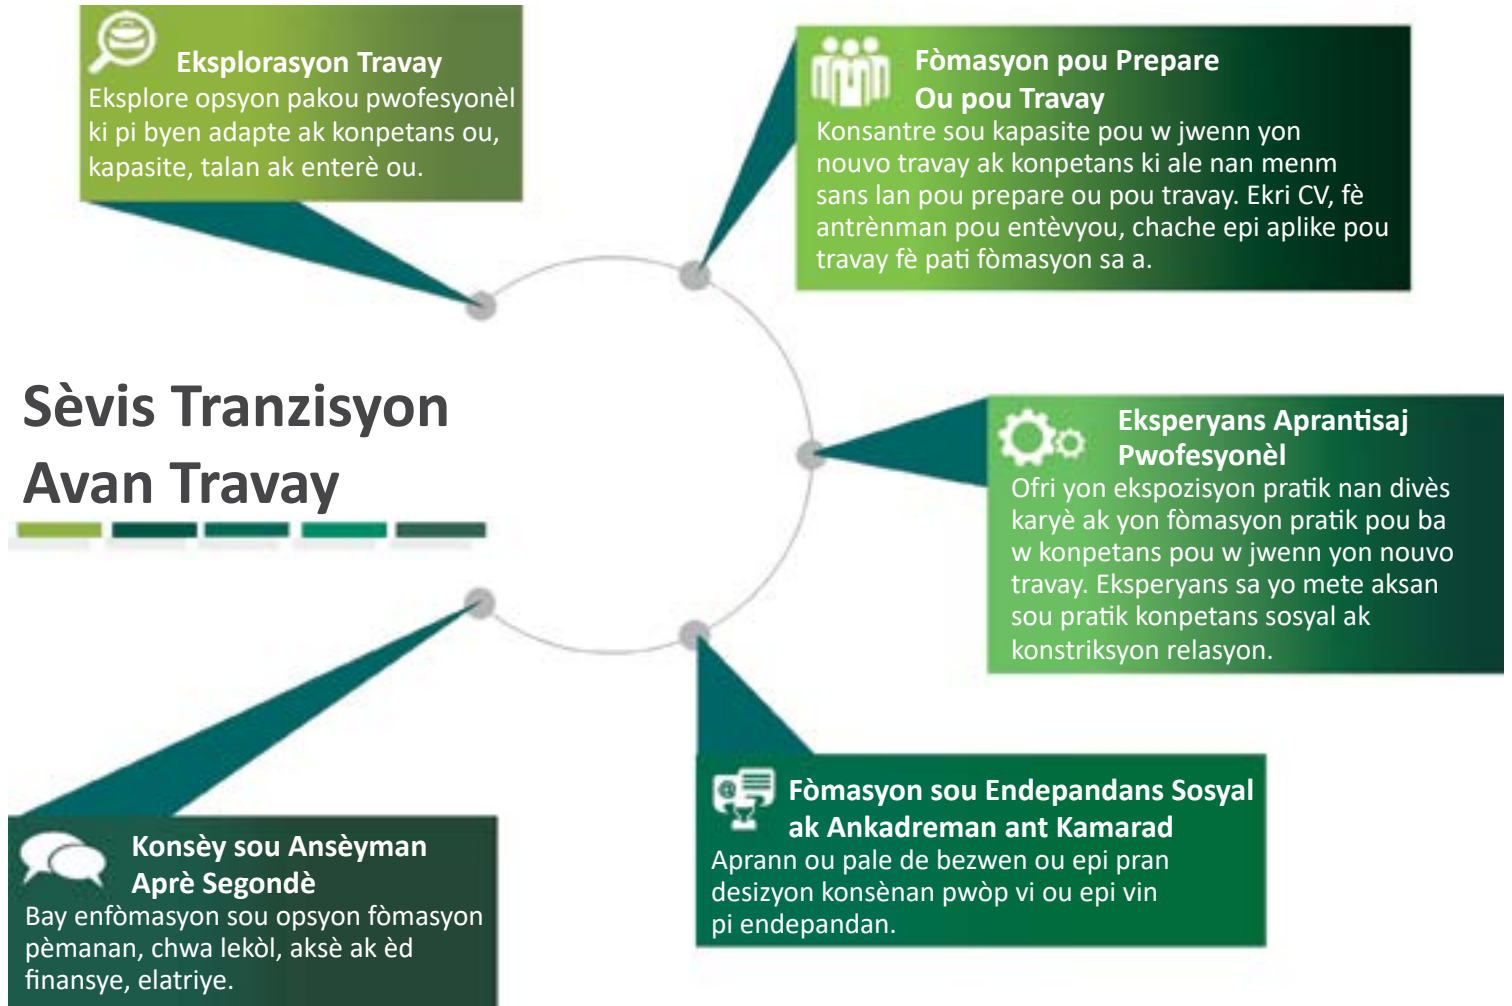 Eksplorasyon Travay
Eksplore opsyon pakou pwofesyonèl
ki pi byen adapte ak konpetans ou,
kapasite, talan ak enterè ou.
Fòmasyon pou Prepare
Ou pou Travay
Konsantre sou kapasite pou w jwenn yon
nouvo travay ak konpetans ki ale nan menm
sans lan pou prepare ou pou travay. Ekri CV, fè
antrènman pou entèvyou, chache epi aplike pou
travay fè pati fòmasyon sa a.
Sèvis Tranzisyon
Avan Travay
Eksperyans Aprantisaj
Pwofesyonèl
Ofri yon ekspozisyon pratik nan divès
karyè ak yon fòmasyon pratik pou ba
w konpetans pou w jwenn yon nouvo
travay. Eksperyans sa yo mete aksan
sou pratik konpetans sosyal ak
konstriksyon relasyon.
Fòmasyon sou Endepandans Sosyal
ak Ankadreman ant Kamarad
Aprann ou pale de bezwen ou epi pran
desizyon konsènan pwòp vi ou epi vin
pi endepandan.
Konsèy sou Ansèyman
Aprè Segondè
Bay enfòmasyon sou opsyon fòmasyon
pèmanan, chwa lekòl, aksè ak èd
finansye, elatriye.